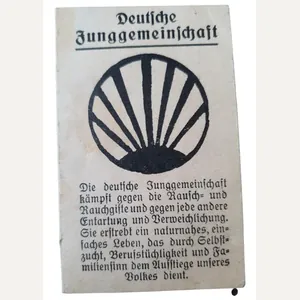 Deutsche
Junggemeinschaft
Die deutsche Junggemeinschaft
kämpft gegen die Rausch- und
Rauchgifte und gegen jede andere
Entartung und Verweichlichung.
Sie erstrebt ein naturnahes, ein-
faches Leben, das durch Selbst-
zucht, Berufstüchtigkeit und Fa-
miliensinn dem Aufstiege unseres
Volkes dient.